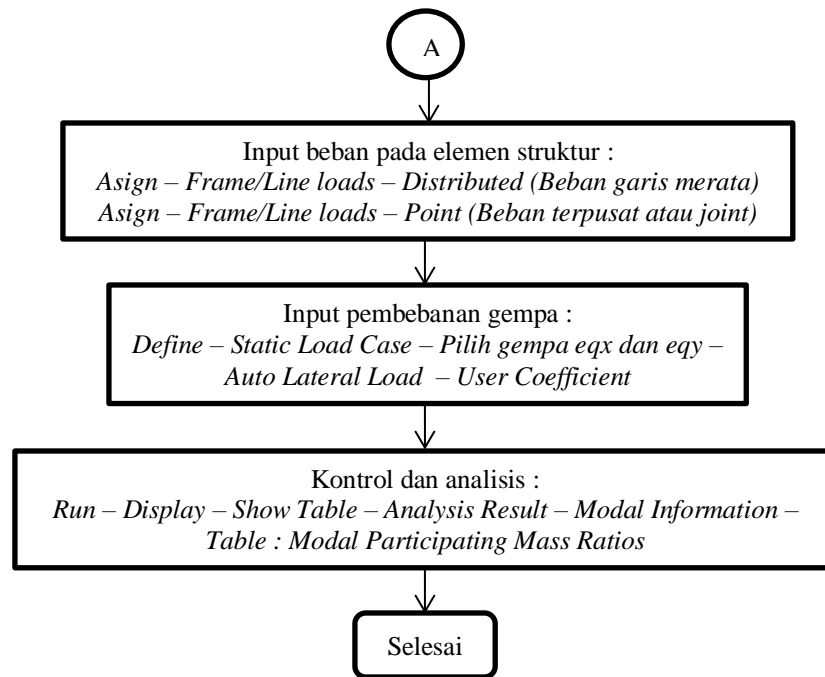 A
Input beban pada elemen struktur :
Asign – Frame/Line loads – Distributed (Beban garis merata)
Asign – Frame/Line loads – Point (Beban terpusat atau joint)
Input pembebanan gempa :
Define – Static Load Case – Pilih gempa eqx dan eqy –
Auto Lateral Load – User Coefficient
Kontrol dan analisis :
Run – Display – Show Table – Analysis Result – Modal Information –
Table : Modal Participating Mass Ratios
Selesai